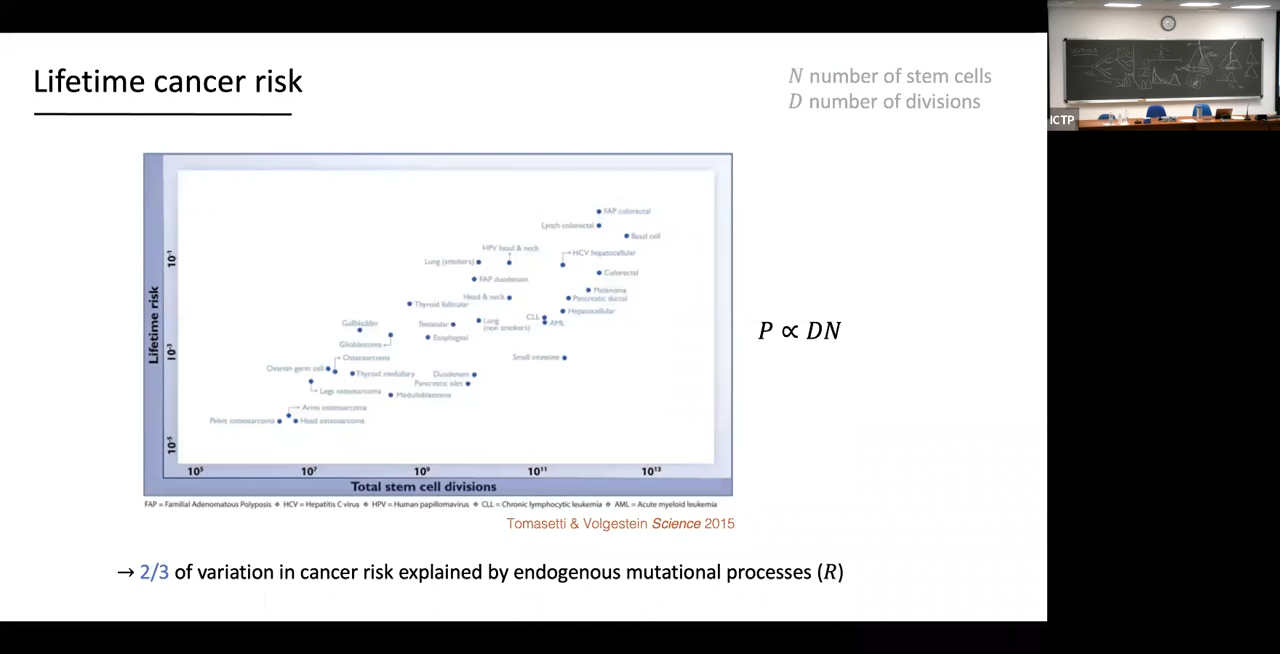 Lifetime cancer risk
N number of stem cells
D number of divisions
ICTP
FAP colorectal
Lynch colorectal
Basal cell
HPV head & neck
HCV hepatocellular
Lung (smokers)
Colorectal
FAP duodenum
Melanoma
Head & neck
Pancreatic ductal
Thyroid follicular
Hepatocellular
CLL
AML
Gallbladder
Testicular
Lung
(non smokers)
Esophageal
Glioblastoma
Small intestine
Osteosarcoma
Ovarian germ cell
Thyroid medullary
Duodenum
Pancreatic islet
Legs osteosarcoma
Medulloblastoma
Arms osteosarcoma
Pelvis osteosarcoma
Head osteosarcoma
Lifetime risk
10-1
10-3
10-5
10⁵
10⁷
10⁹
10¹¹
10¹³
Total stem cell divisions
P ∝ DN
FAP = Familial Adenomatous Polyposis ❖ HCV = Hepatitis C virus ❖ HPV = Human papillomavirus ❖ CLL = Chronic lymphocytic leukemia ❖ AML = Acute myeloid leukemia
Tomasetti & Volgestein Science 2015
→ 2/3 of variation in cancer risk explained by endogenous mutational processes (R)